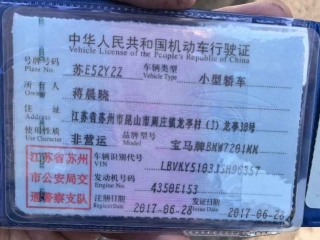 中华人民共和国机动车行驶证
Vehicle License of the People's Republic of China
号牌号码 苏E52Y2Z 车辆类型 小型轿车
Plate No. Vehicle Type
所有人 蒋晨晓
Owner
住址 江苏省苏州市昆山市周庄镇龙亭村(3)龙亭30号
Address
使用性质 非营运 品牌型号 宝马牌BMW7201KM
Use Character Model
江苏省苏州 车辆识别代号
VIN
市公安局交 发动机号码 4350E153
Engine No.
通警察支队 注册日期 2017-06-28 发证日期 2017-06-28
Register Date Issue Date